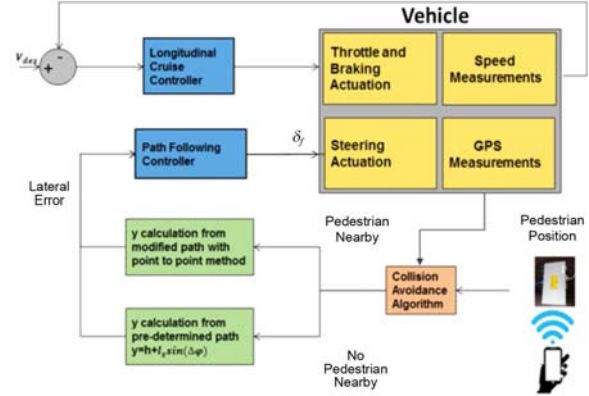 Vehicle
V_des
+
-
Longitudinal
Cruise
Controller
Throttle and
Braking
Actuation
Speed
Measurements
Path Following
Controller
δ_f
Steering
Actuation
GPS
Measurements
Lateral
Error
y calculation from
modified path with
point to point method
Pedestrian
Nearby
Collision
Avoidance
Algorithm
Pedestrian
Position
y calculation from
pre-determined path
y=h+l_s sin(Δφ)
No
Pedestrian
Nearby